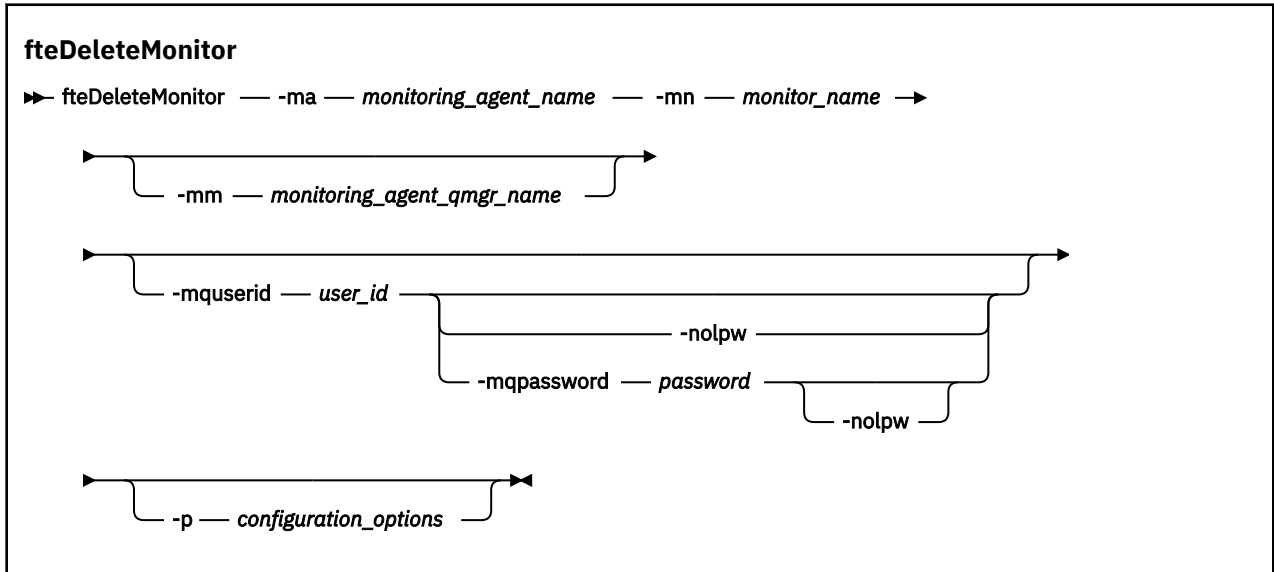 fteDeleteMonitor
fteDeleteMonitor -ma monitoring_agent_name -mn monitor_name
-mm monitoring_agent_qmgr_name
-mquserid user_id
-nolpw
-mqpassword password
-nolpw
-p configuration_options